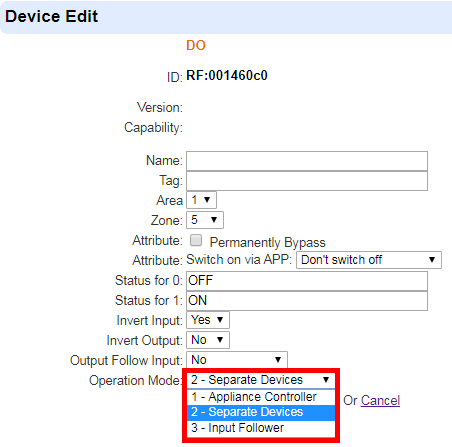 Device Edit
DO
ID: RF:001460c0
Version:
Capability:
Name:
Tag:
Area 1
Zone: 5
Attribute: Permanently Bypass
Attribute: Switch on via APP: Don't switch off
Status for 0: OFF
Status for 1: ON
Invert Input: Yes
Invert Output: No
Output Follow Input: No
Operation Mode: 2 - Separate Devices
1 - Appliance Controller
Or Cancel
2 - Separate Devices
3 - Input Follower